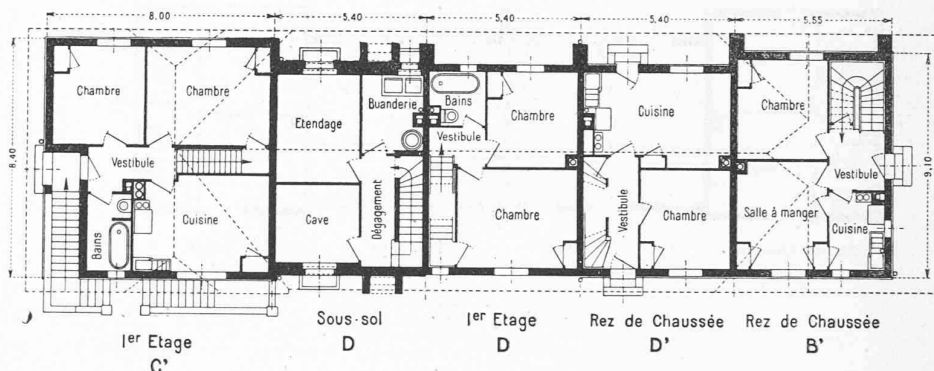 8.00 5.40 5.40 5.40 5.55
8.40
Chambre
Chambre
Vestibule
Cuisine
Bains
Etendage
Buanderie
Cave
Dégagement
Bains
Chambre
Vestibule
Chambre
Cuisine
Vestibule
Chambre
Chambre
Vestibule
Salle à manger
Cuisine
9.10
1er Etage
C'
Sous-sol
D
1er Etage
D
Rez de Chaussée
D'
Rez de Chaussée
B'